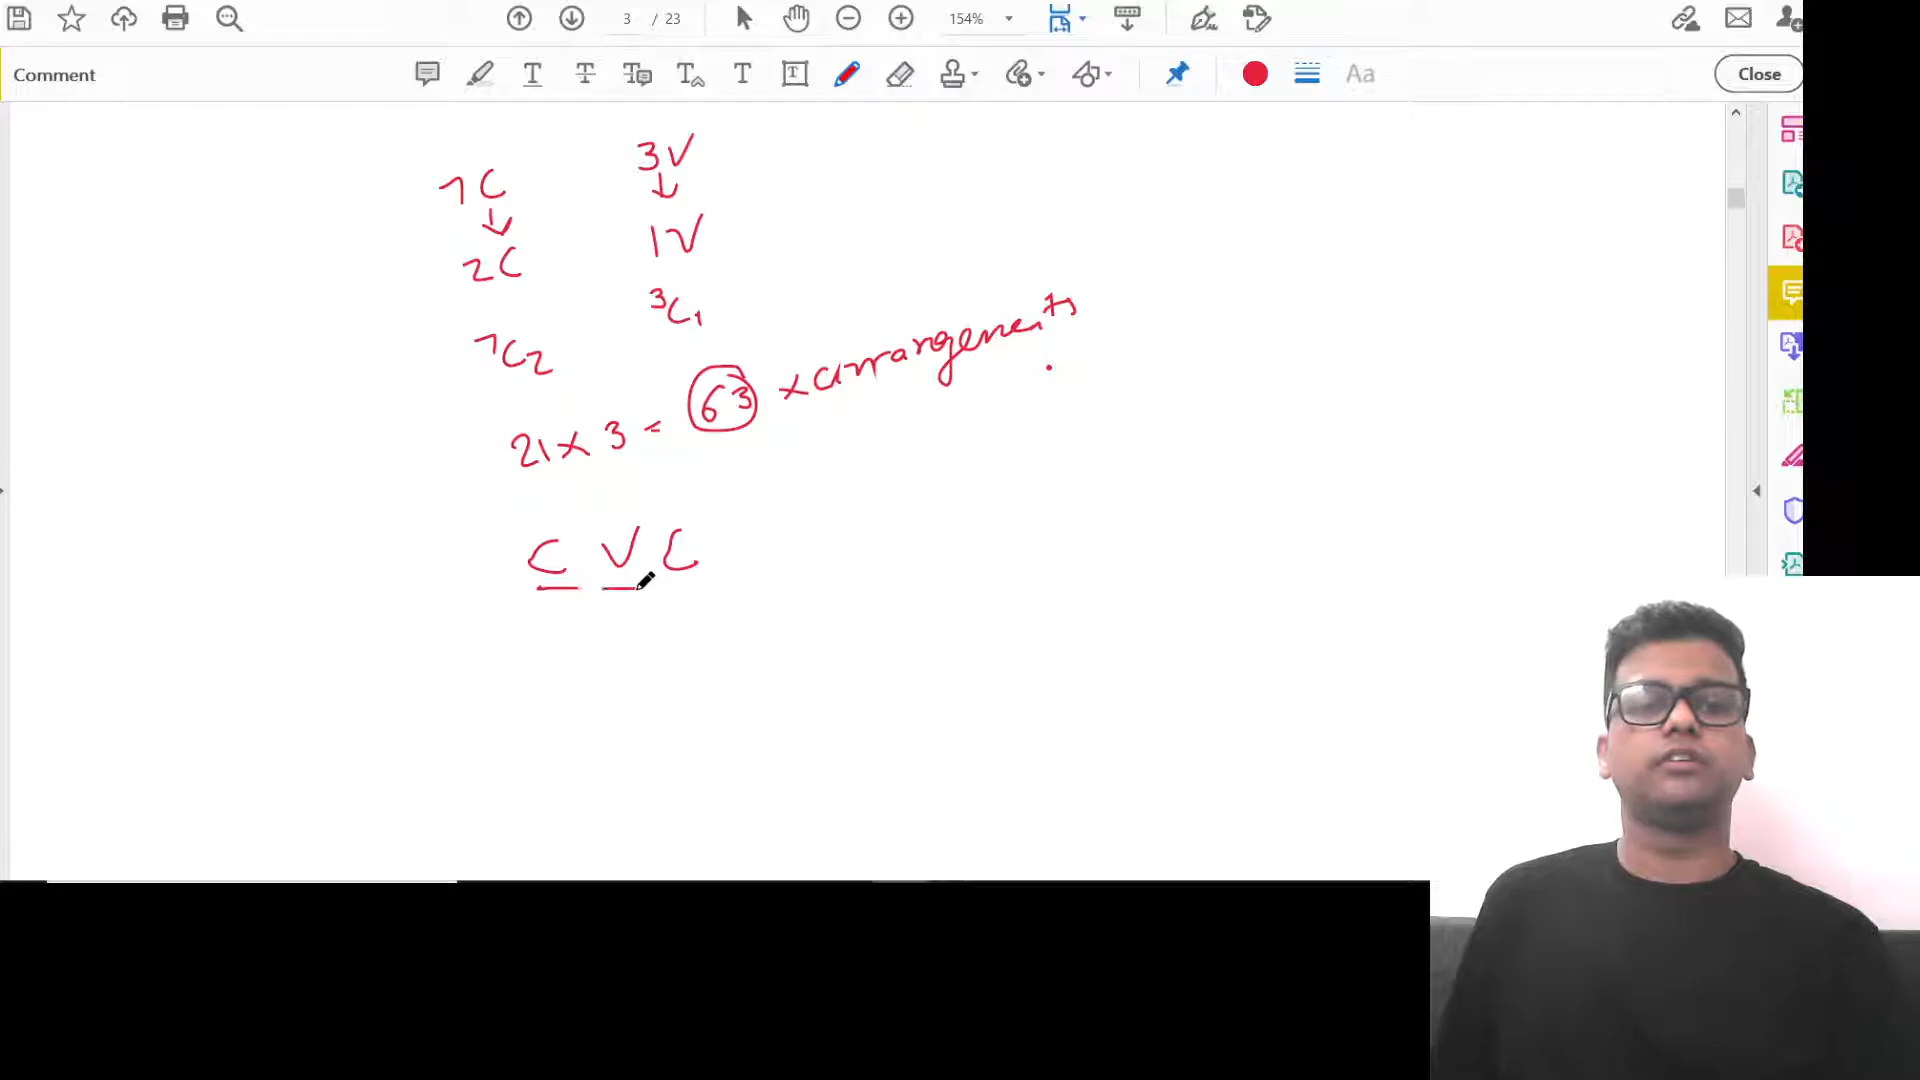 3 / 23
154%
Comment
T T T T T T Aa
Close
7C 3V
↓ ↓
2C 1V
⁷C₂ ³C₁
21 x 3 = 63 x arrangements
C V C